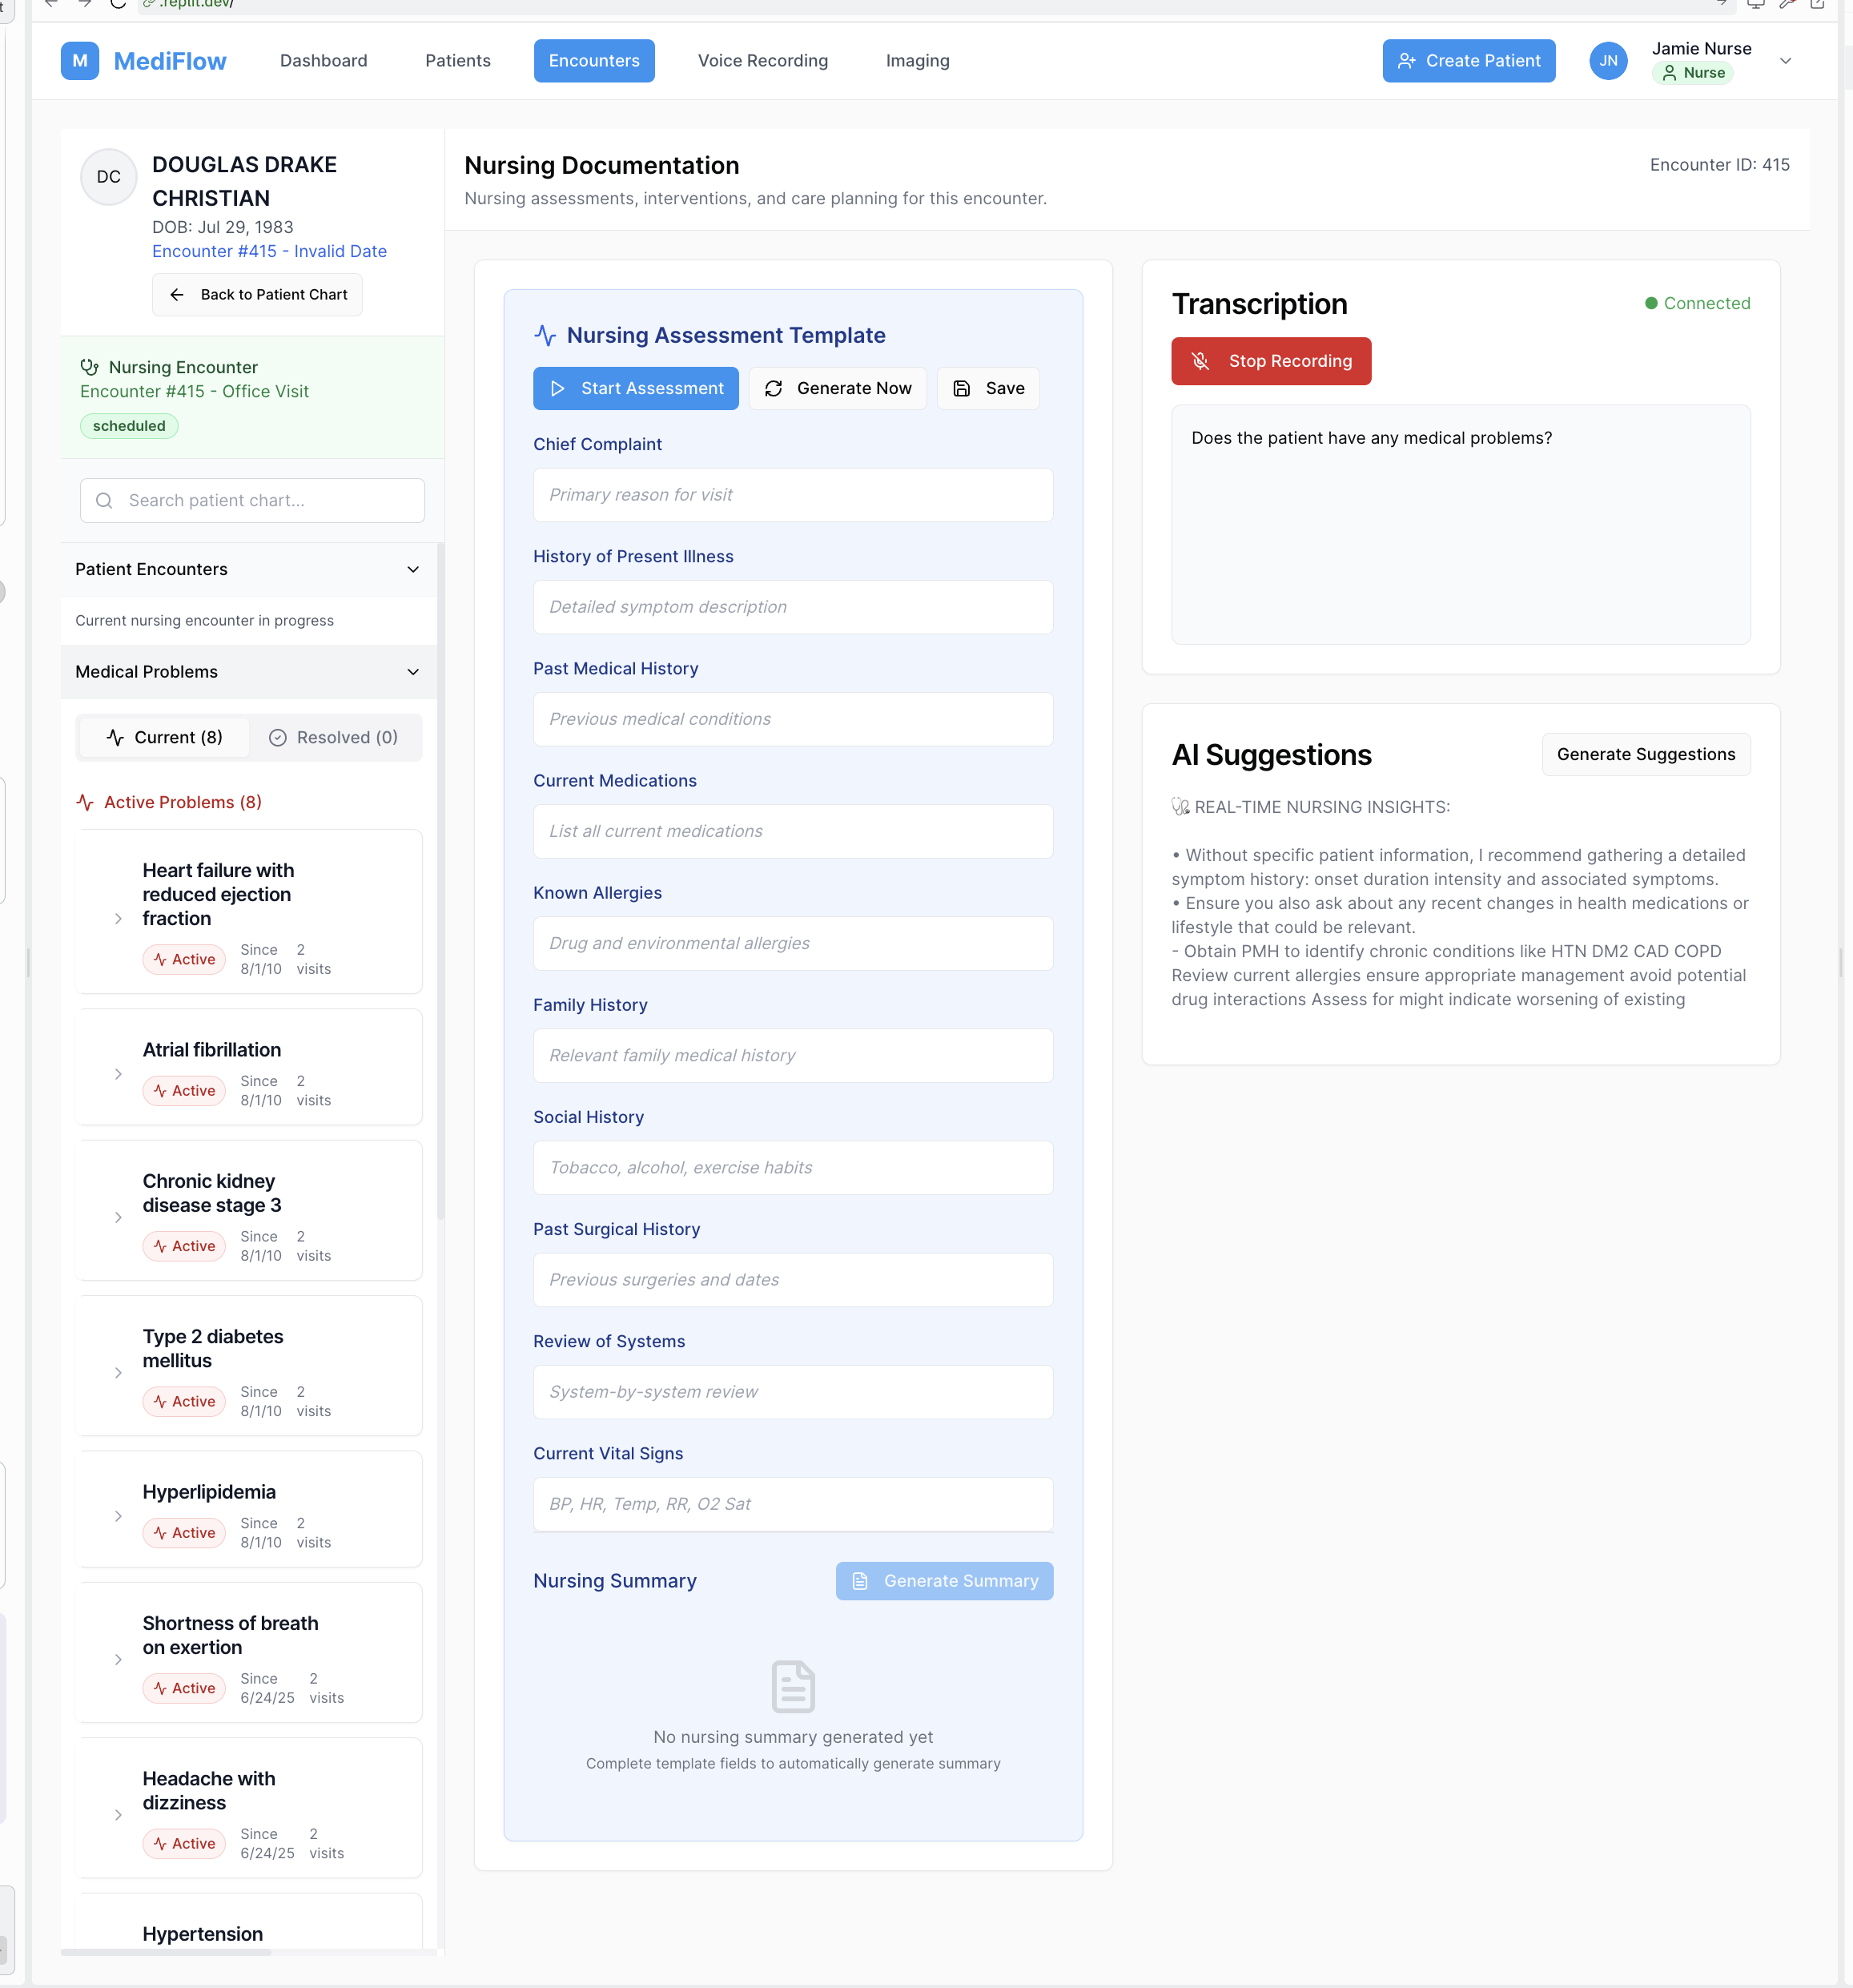 .replit.dev/
M MediFlow Dashboard Patients Encounters Voice Recording Imaging Create Patient JN Jamie Nurse
Nurse
DC DOUGLAS DRAKE
CHRISTIAN
DOB: Jul 29, 1983
Encounter #415 - Invalid Date
Back to Patient Chart
Nursing Encounter
Encounter #415 - Office Visit
scheduled
Search patient chart...
Patient Encounters
Current nursing encounter in progress
Medical Problems
Current (8) Resolved (0)
Active Problems (8)
Heart failure with
reduced ejection
fraction
Active Since 2
8/1/10 visits
Atrial fibrillation
Active Since 2
8/1/10 visits
Chronic kidney
disease stage 3
Active Since 2
8/1/10 visits
Type 2 diabetes
mellitus
Active Since 2
8/1/10 visits
Hyperlipidemia
Active Since 2
8/1/10 visits
Shortness of breath
on exertion
Active Since 2
6/24/25 visits
Headache with
dizziness
Active Since 2
6/24/25 visits
Hypertension
Nursing Documentation
Nursing assessments, interventions, and care planning for this encounter.
Encounter ID: 415
Nursing Assessment Template
Start Assessment Generate Now Save
Chief Complaint
Primary reason for visit
History of Present Illness
Detailed symptom description
Past Medical History
Previous medical conditions
Current Medications
List all current medications
Known Allergies
Drug and environmental allergies
Family History
Relevant family medical history
Social History
Tobacco, alcohol, exercise habits
Past Surgical History
Previous surgeries and dates
Review of Systems
System-by-system review
Current Vital Signs
BP, HR, Temp, RR, O2 Sat
Nursing Summary Generate Summary
No nursing summary generated yet
Complete template fields to automatically generate summary
Transcription Connected
Stop Recording
Does the patient have any medical problems?
AI Suggestions Generate Suggestions
REAL-TIME NURSING INSIGHTS:
• Without specific patient information, I recommend gathering a detailed
symptom history: onset duration intensity and associated symptoms.
• Ensure you also ask about any recent changes in health medications or
lifestyle that could be relevant.
- Obtain PMH to identify chronic conditions like HTN DM2 CAD COPD
Review current allergies ensure appropriate management avoid potential
drug interactions Assess for might indicate worsening of existing